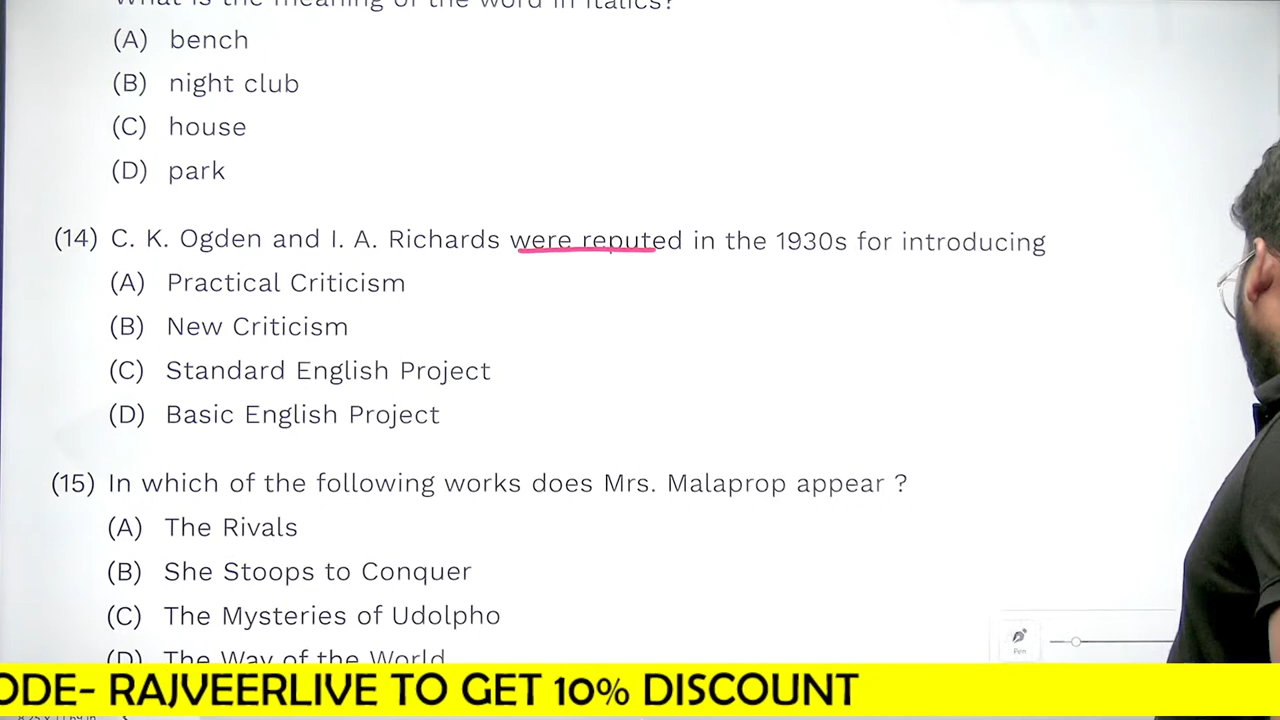 What is the meaning of the word in italics?
(A) bench
(B) night club
(C) house
(D) park
(14) C. K. Ogden and I. A. Richards were reputed in the 1930s for introducing
(A) Practical Criticism
(B) New Criticism
(C) Standard English Project
(D) Basic English Project
(15) In which of the following works does Mrs. Malaprop appear ?
(A) The Rivals
(B) She Stoops to Conquer
(C) The Mysteries of Udolpho
(D) The Way of the World
Pen
ODE- RAJVEERLIVE TO GET 10% DISCOUNT